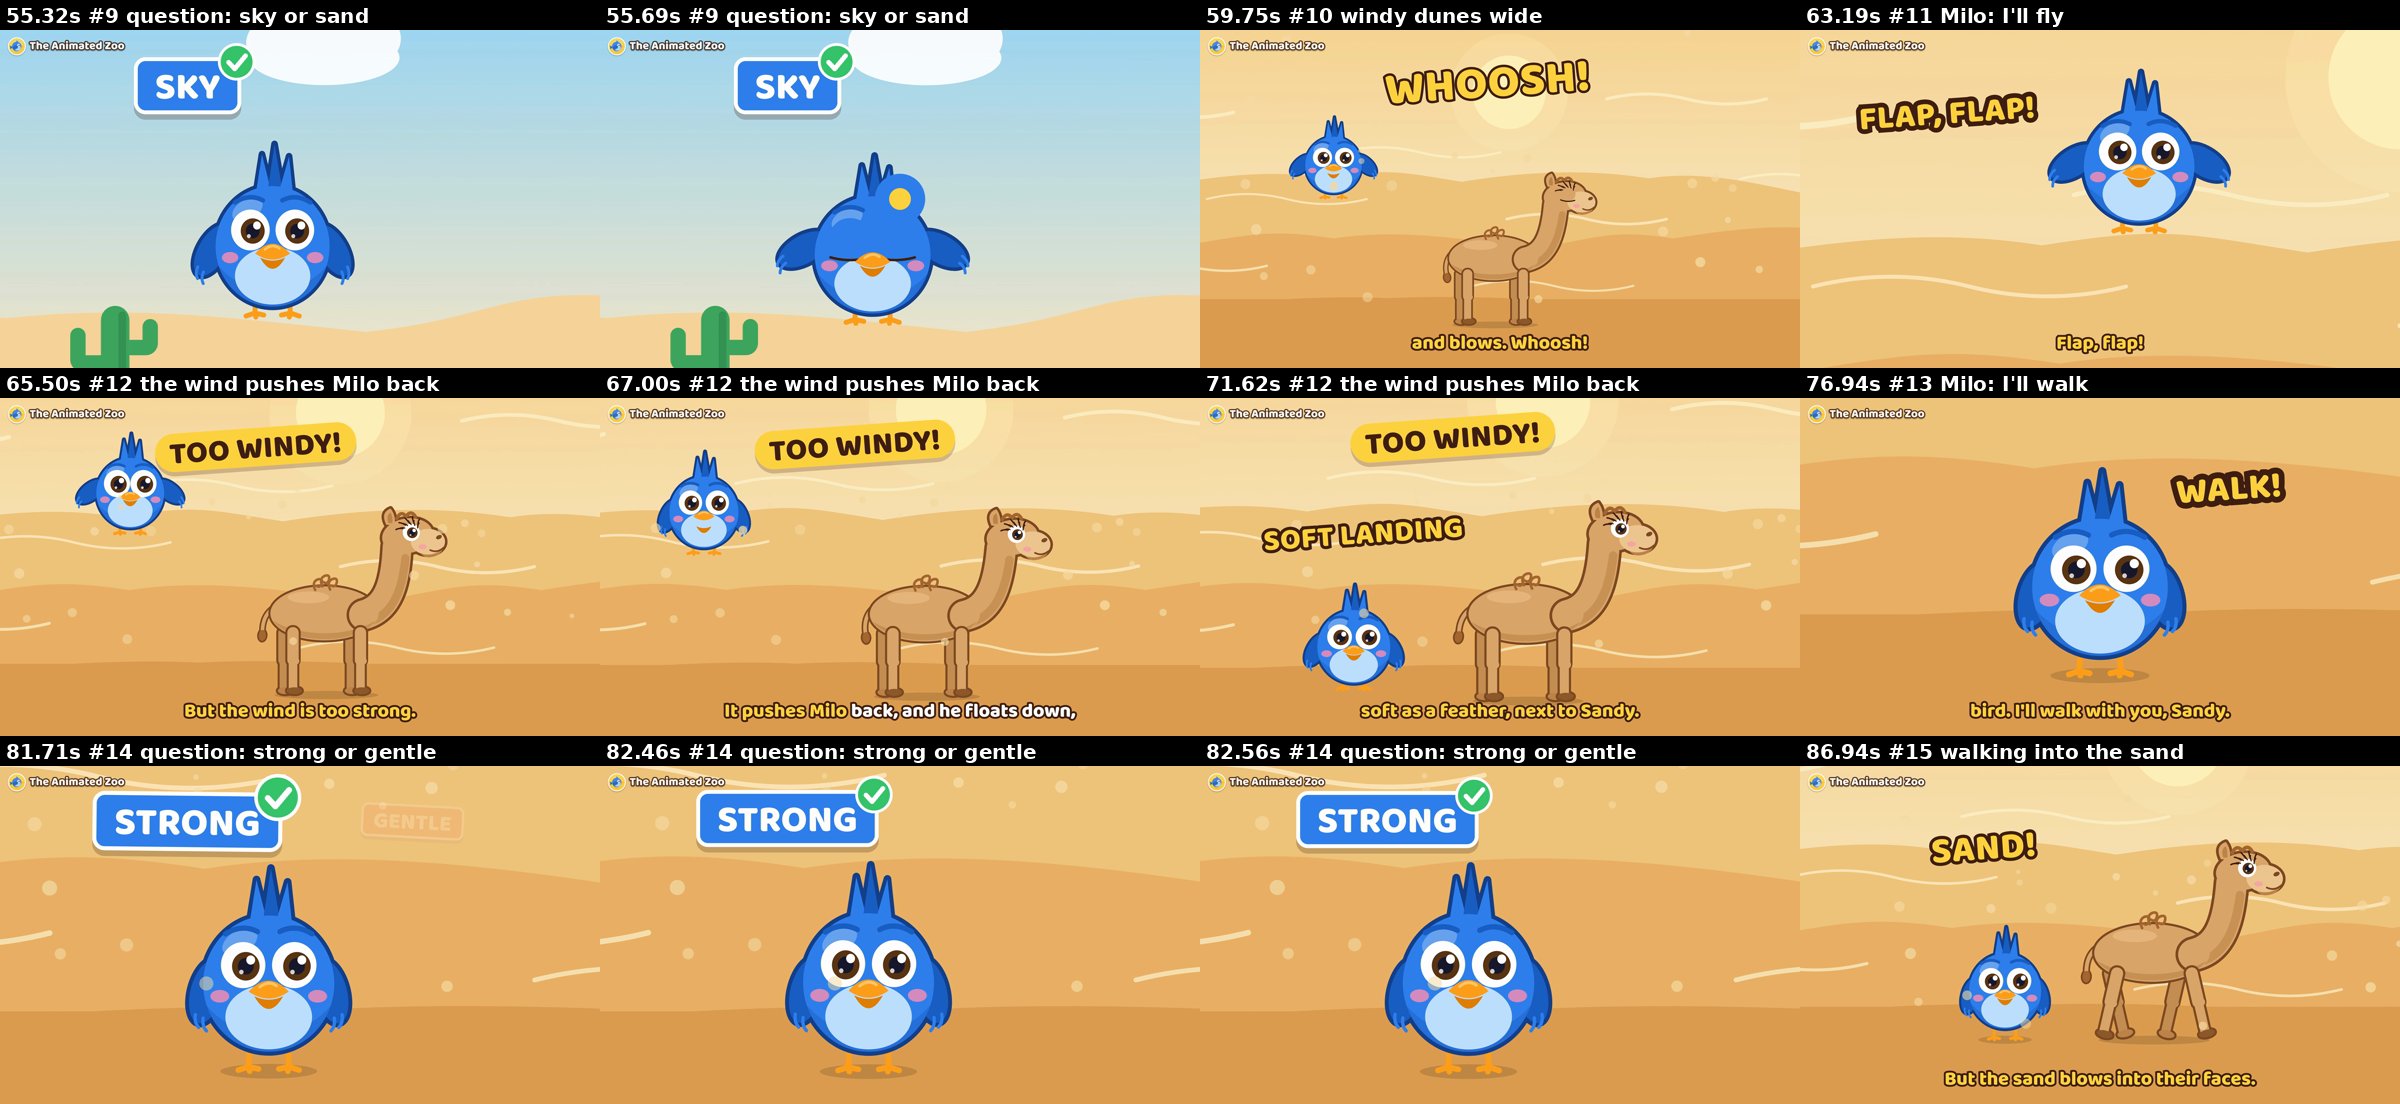 55.32s #9 question: sky or sand
The Animated Zoo
SKY
55.69s #9 question: sky or sand
The Animated Zoo
SKY
59.75s #10 windy dunes wide
The Animated Zoo
WHOOSH!
and blows. Whoosh!
63.19s #11 Milo: I'll fly
The Animated Zoo
FLAP, FLAP!
Flap, flap!
65.50s #12 the wind pushes Milo back
The Animated Zoo
TOO WINDY!
But the wind is too strong.
67.00s #12 the wind pushes Milo back
The Animated Zoo
TOO WINDY!
It pushes Milo back, and he floats down,
71.62s #12 the wind pushes Milo back
The Animated Zoo
TOO WINDY!
SOFT LANDING
soft as a feather, next to Sandy.
76.94s #13 Milo: I'll walk
The Animated Zoo
WALK!
bird. I'll walk with you, Sandy.
81.71s #14 question: strong or gentle
The Animated Zoo
STRONG
GENTLE
82.46s #14 question: strong or gentle
The Animated Zoo
STRONG
82.56s #14 question: strong or gentle
The Animated Zoo
STRONG
86.94s #15 walking into the sand
The Animated Zoo
SAND!
But the sand blows into their faces.